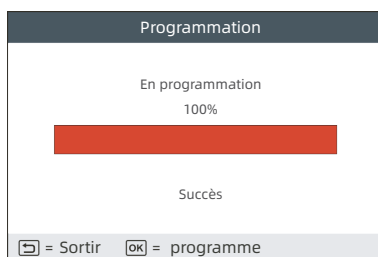 Programmation
En programmation
100%
Succès
= Sortir OK = programme